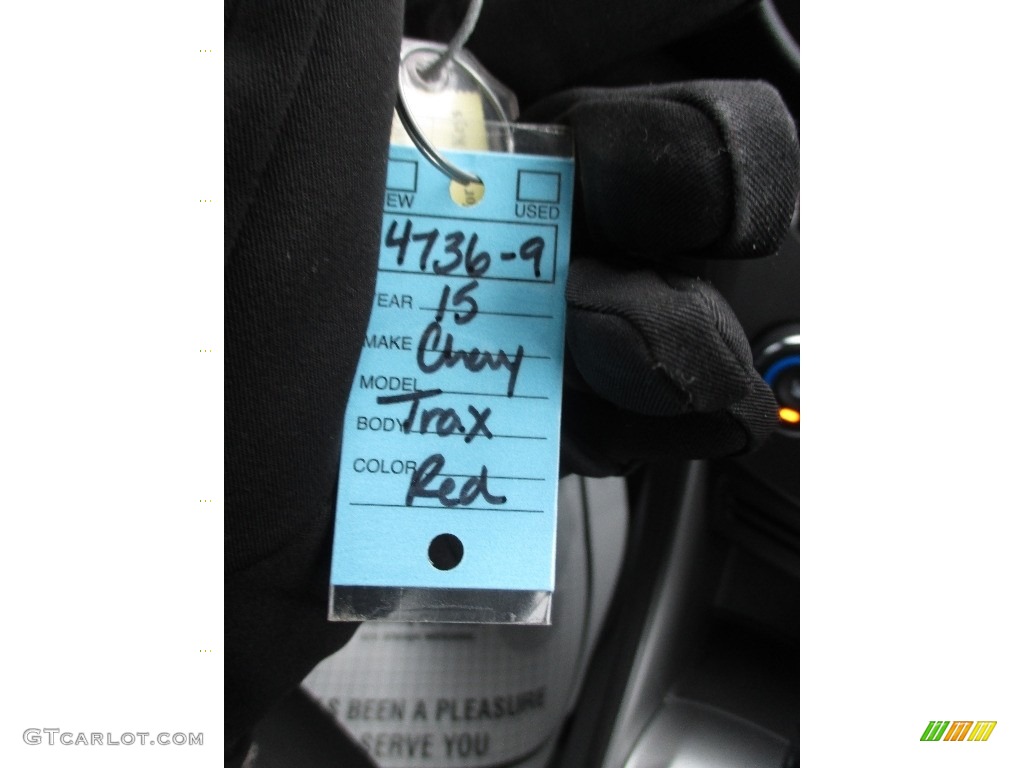 EW
USED
4736-9
EAR 15
MAKE Chevy
MODEL
BODY Trax
COLOR Red
S BEEN A PLEASURE
SERVE YOU
GTCARLOT.COM